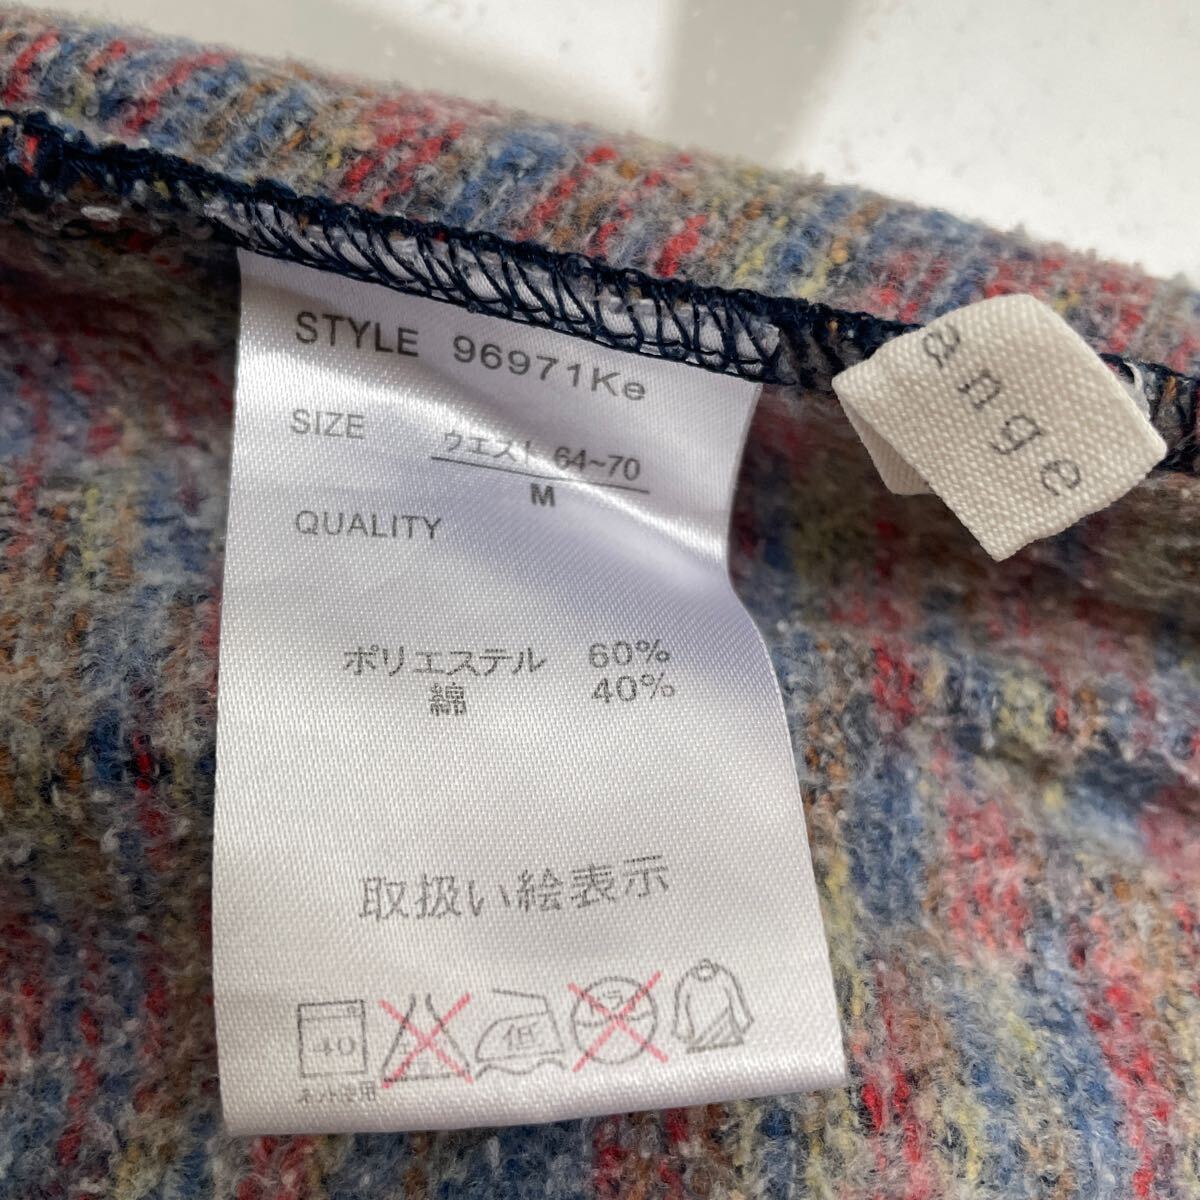 STYLE 96971Ke
SIZE ウエスト 64~70
M
QUALITY
ポリエステル 60%
綿 40%
取扱い絵表示
40 低
ネット使用
ange